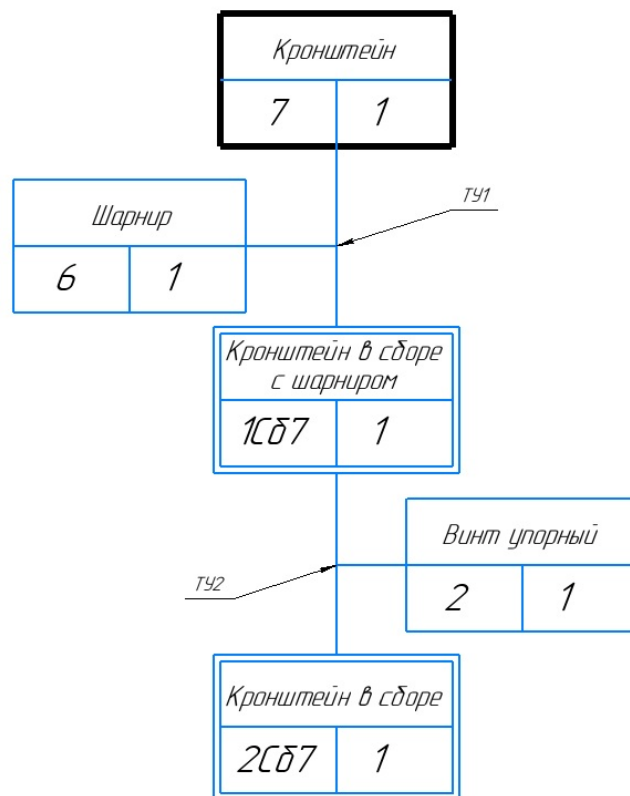 Кронштейн
7 1
ТУ1
Шарнир
6 1
Кронштейн в сборе
с шарниром
1Сб7 1
Винт упорный
ТУ2
2 1
Кронштейн в сборе
2Сб7 1